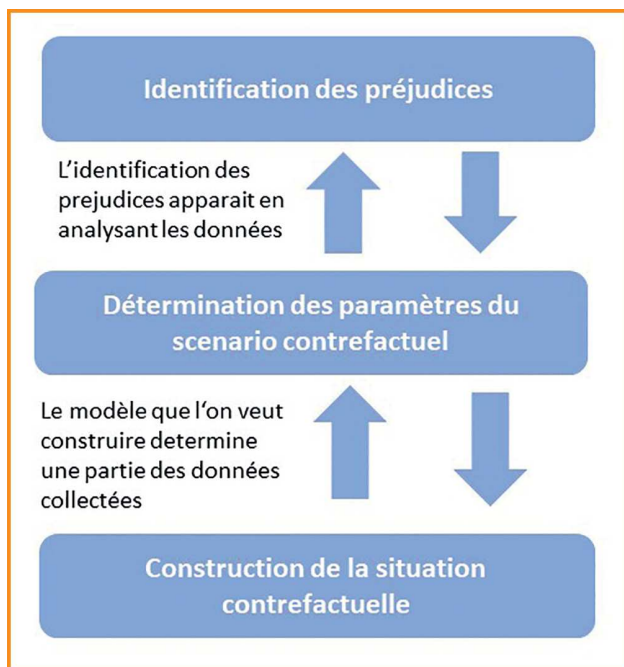 Identification des préjudices
L'identification des
prejudices apparait en
analysant les données
Détermination des paramètres du
scenario contrefactuel
Le modèle que l'on veut
construire determine
une partie des données
collectées
Construction de la situation
contrefactuelle